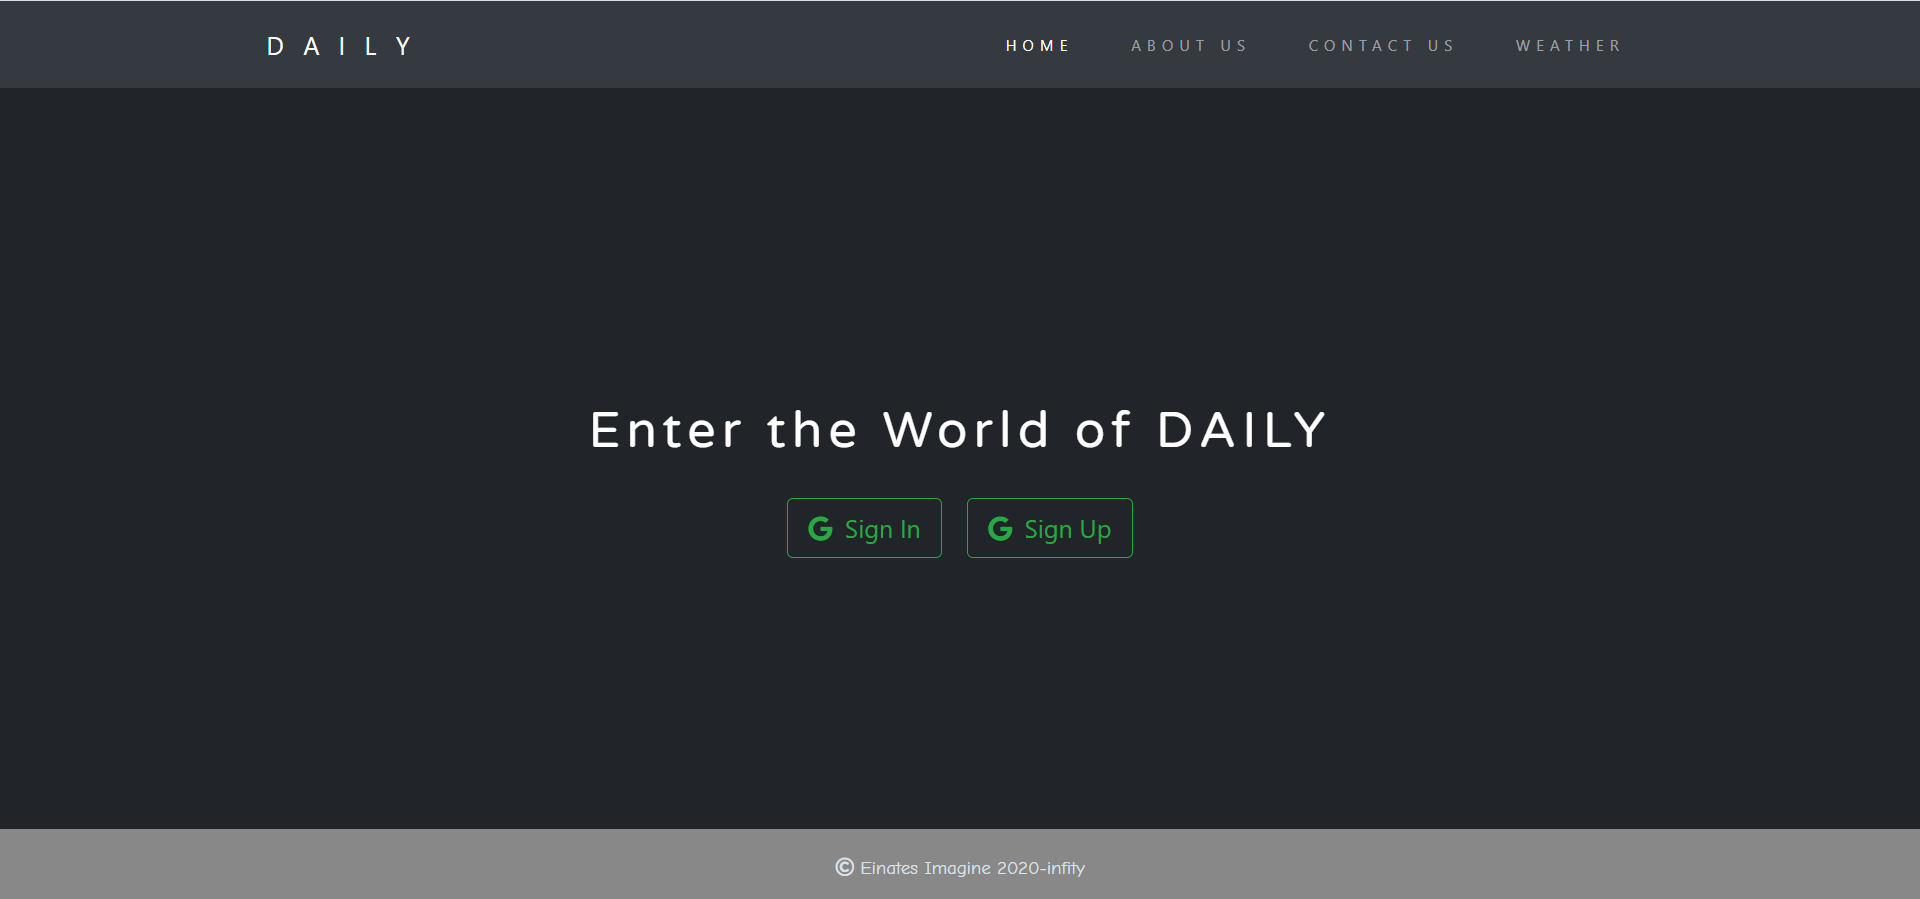 DAILY HOME ABOUT US CONTACT US WEATHER
Enter the World of DAILY
Sign In Sign Up
© Einates Imagine 2020-infity